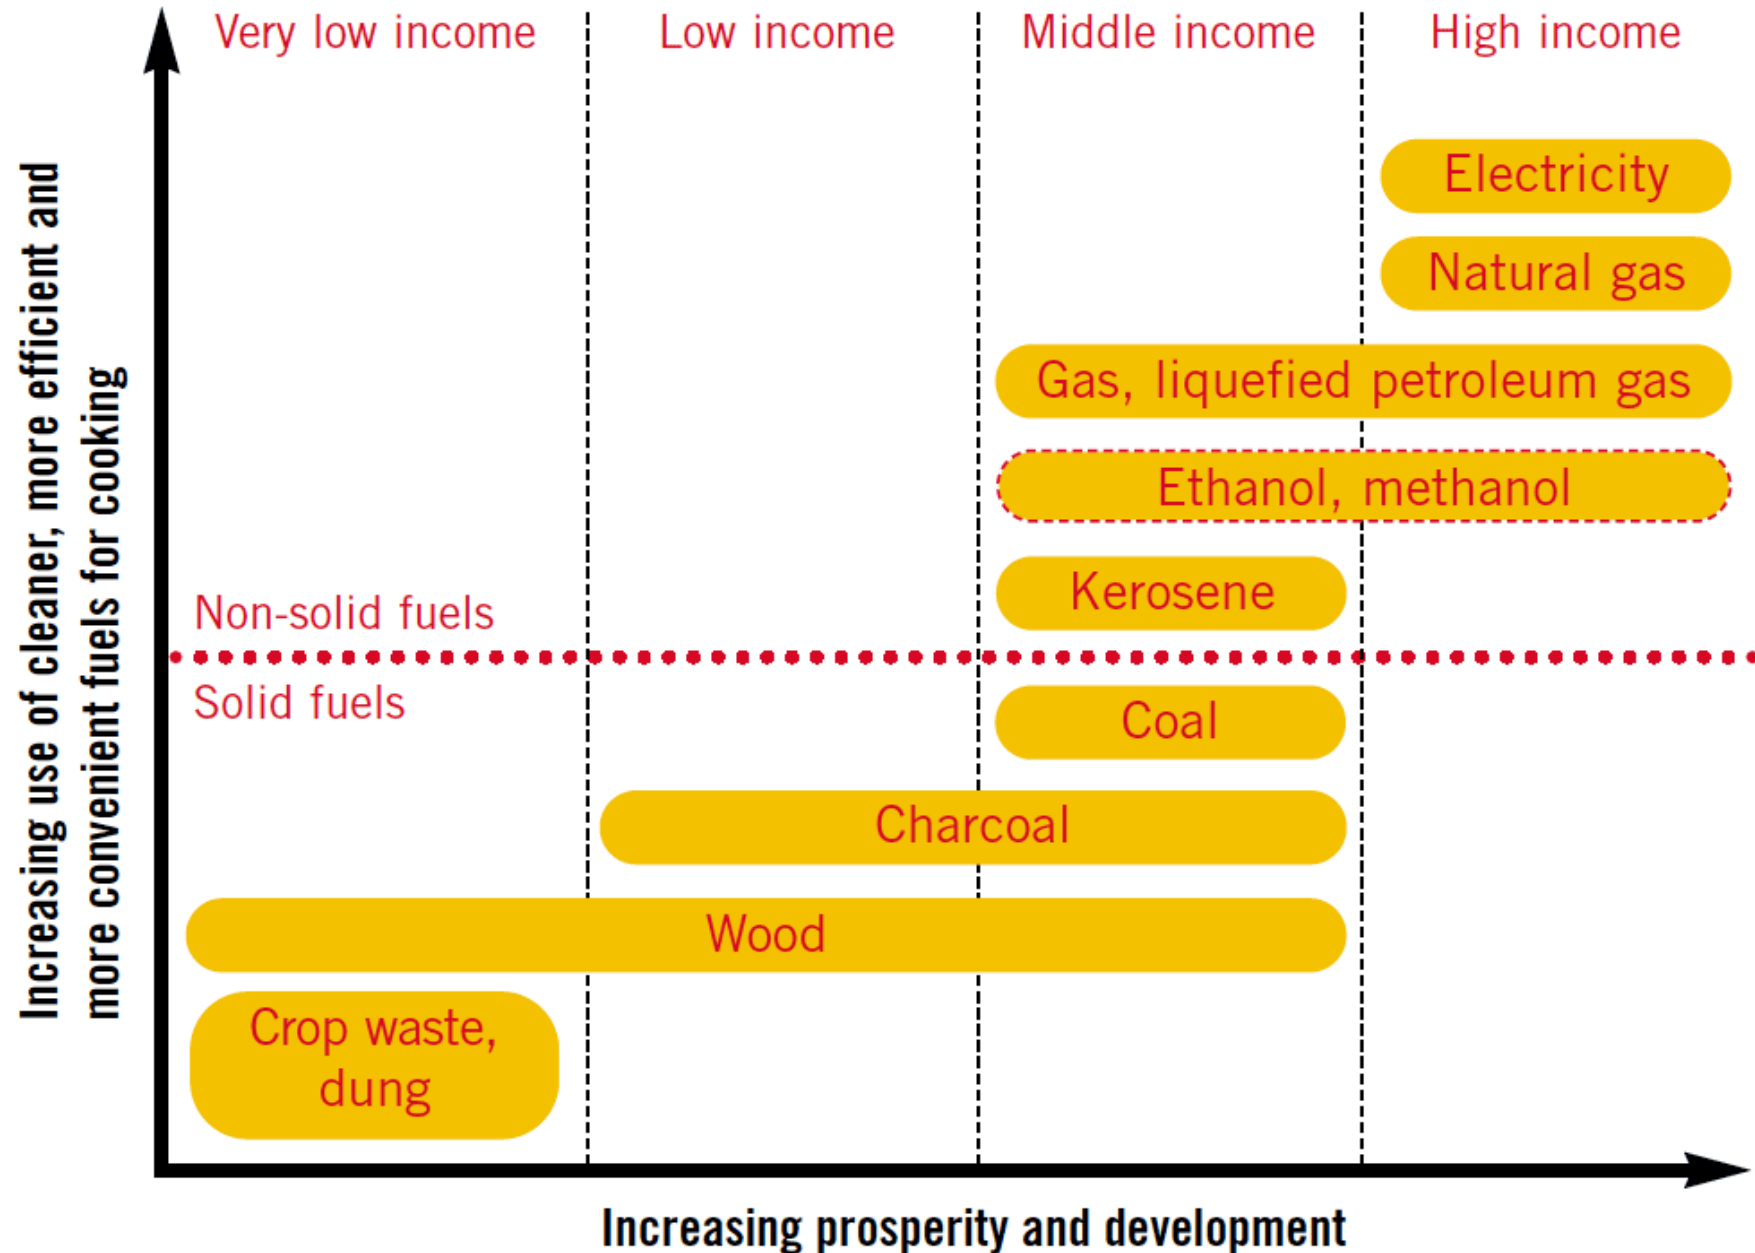 Very low income
Low income
Middle income
High income
Increasing use of cleaner, more efficient and
more convenient fuels for cooking
Electricity
Natural gas
Gas, liquefied petroleum gas
Ethanol, methanol
Kerosene
Non-solid fuels
Solid fuels
Coal
Charcoal
Wood
Crop waste,
dung
Increasing prosperity and development